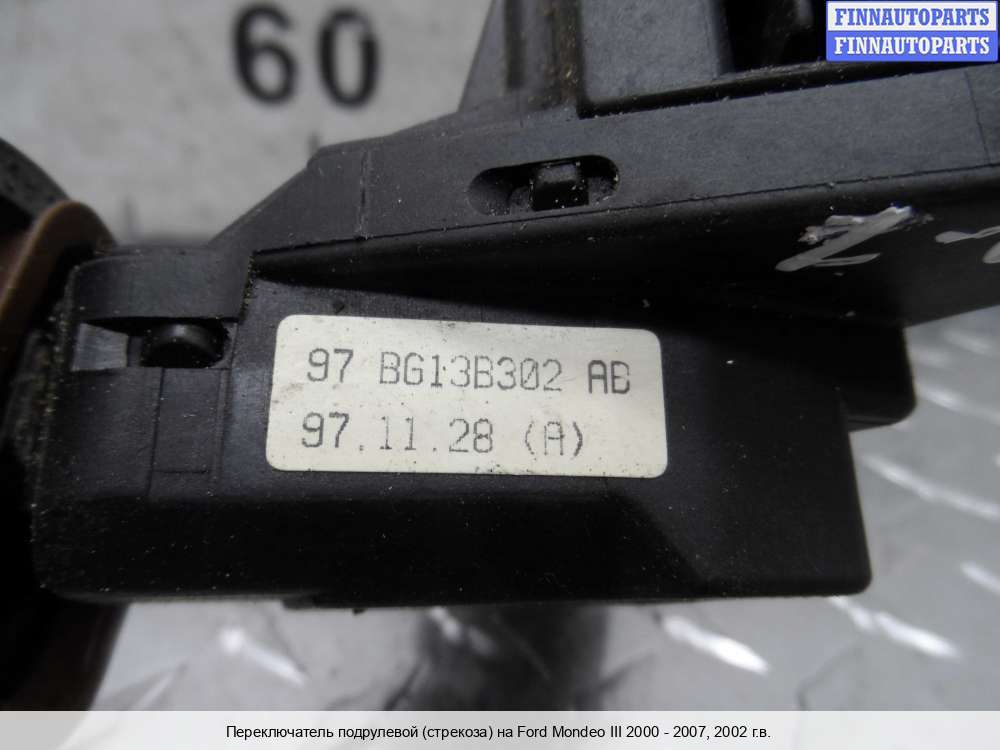 FINNAUTOPARTS
FINNAUTOPARTS
60
97 BG13B302 AB
97.11.28 (A)
Переключатель подрулевой (стрекоза) на Ford Mondeo III 2000 - 2007, 2002 г.в.